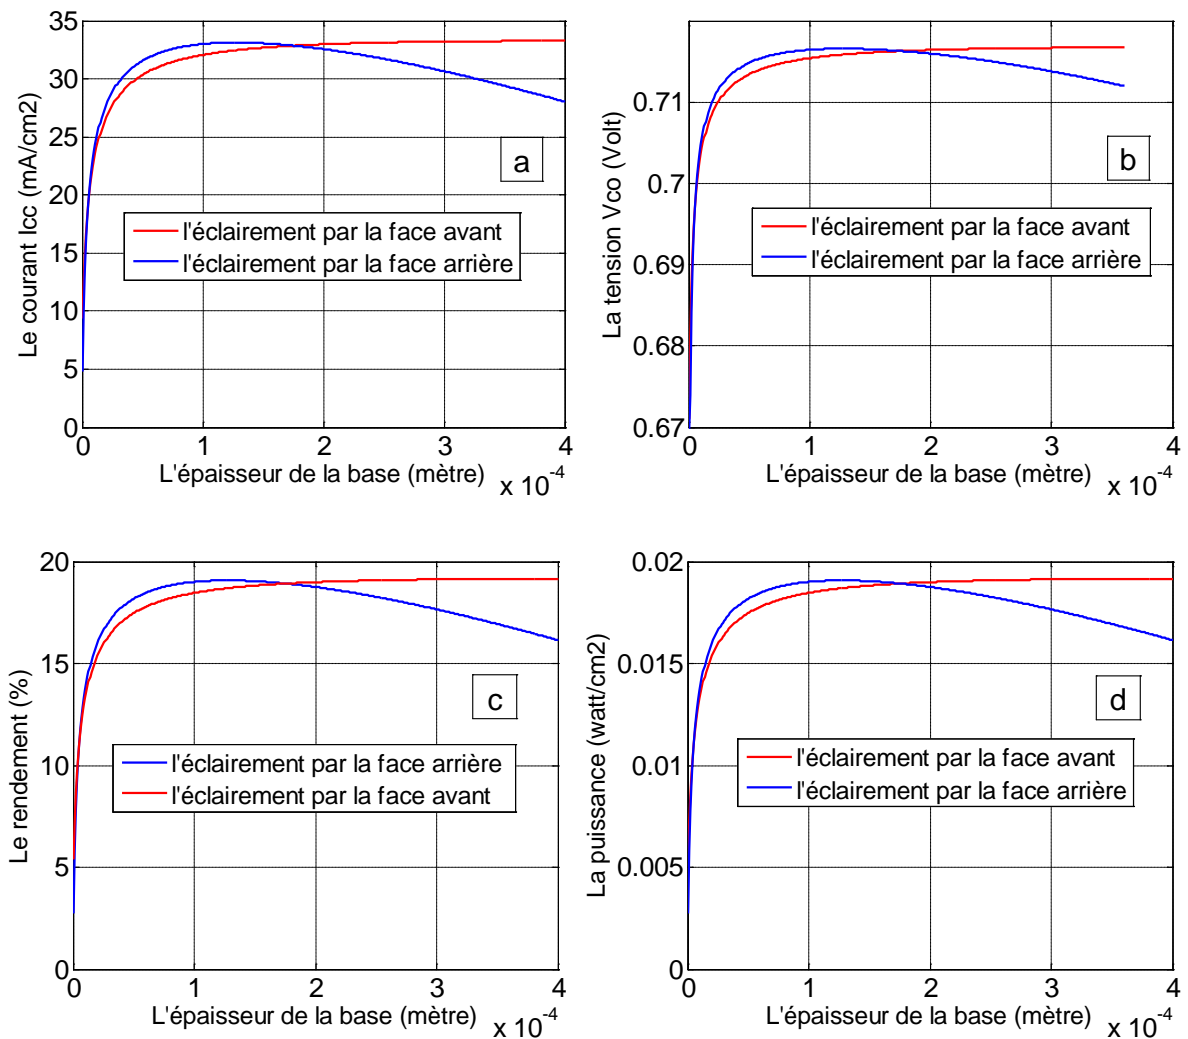 35
30
25
20
15
10
5
0
Le courant Icc (mA/cm2)
a
l'éclairement par la face avant
l'éclairement par la face arrière
0 1 2 3 4
L'épaisseur de la base (mètre)
x 10-4
0.71
0.7
0.69
0.68
0.67
La tension Vco (Volt)
b
l'éclairement par la face avant
l'éclairement par la face arrière
0 1 2 3 4
L'épaisseur de la base (mètre)
x 10-4
20
15
10
5
0
Le rendement (%)
c
l'éclairement par la face arrière
l'éclairement par la face avant
0 1 2 3 4
L'épaisseur de la base (mètre)
x 10-4
0.02
0.015
0.01
0.005
0
La puissance (watt/cm2)
d
l'éclairement par la face avant
l'éclairement par la face arrière
0 1 2 3 4
L'épaisseur de la base (mètre)
x 10-4